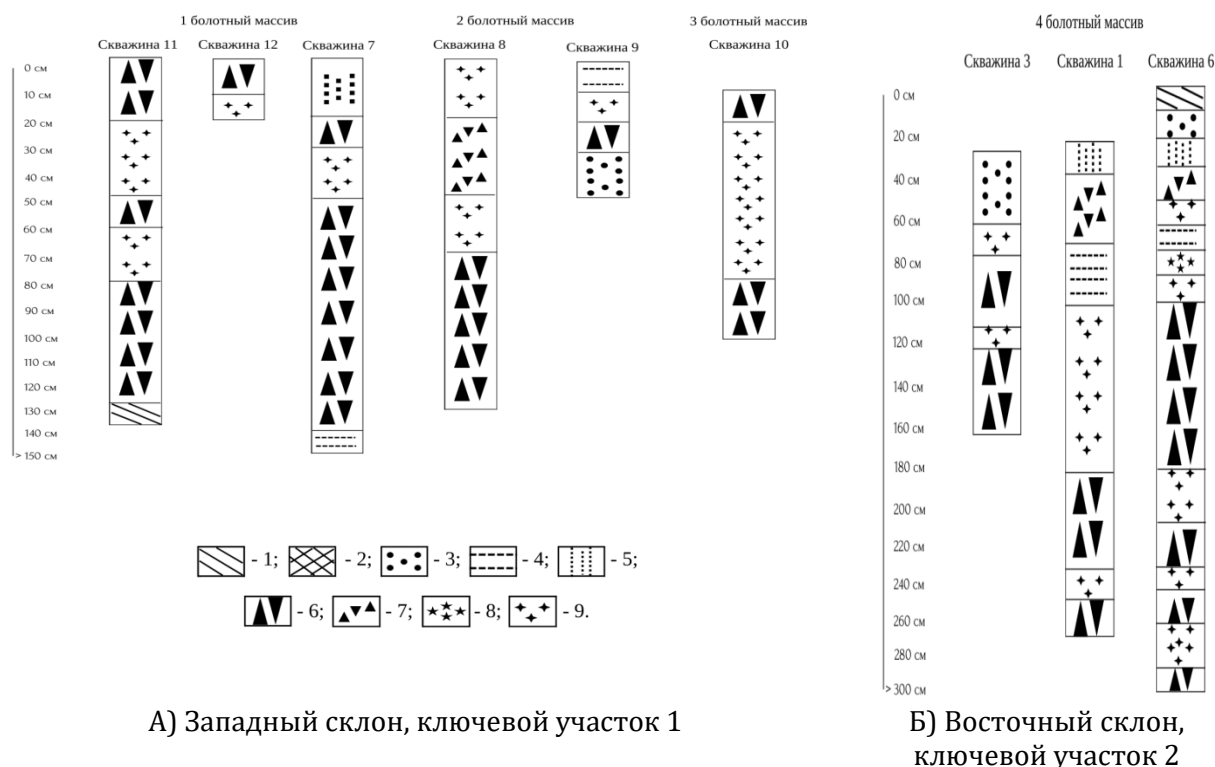 1 болотный массив
2 болотный массив
3 болотный массив
4 болотный массив
Скважина 11
Скважина 12
Скважина 7
Скважина 8
Скважина 9
Скважина 10
Скважина 3
Скважина 1
Скважина 6
0 см
10 см
20 см
30 см
40 см
50 см
60 см
70 см
80 см
90 см
100 см
110 см
120 см
130 см
140 см
> 150 см
0 см
20 см
40 см
60 см
80 см
100 см
120 см
140 см
160 см
180 см
200 см
220 см
240 см
260 см
280 см
> 300 см
- 1; - 2; - 3; - 4; - 5;
- 6; - 7; - 8; - 9.
А) Западный склон, ключевой участок 1
Б) Восточный склон,
ключевой участок 2